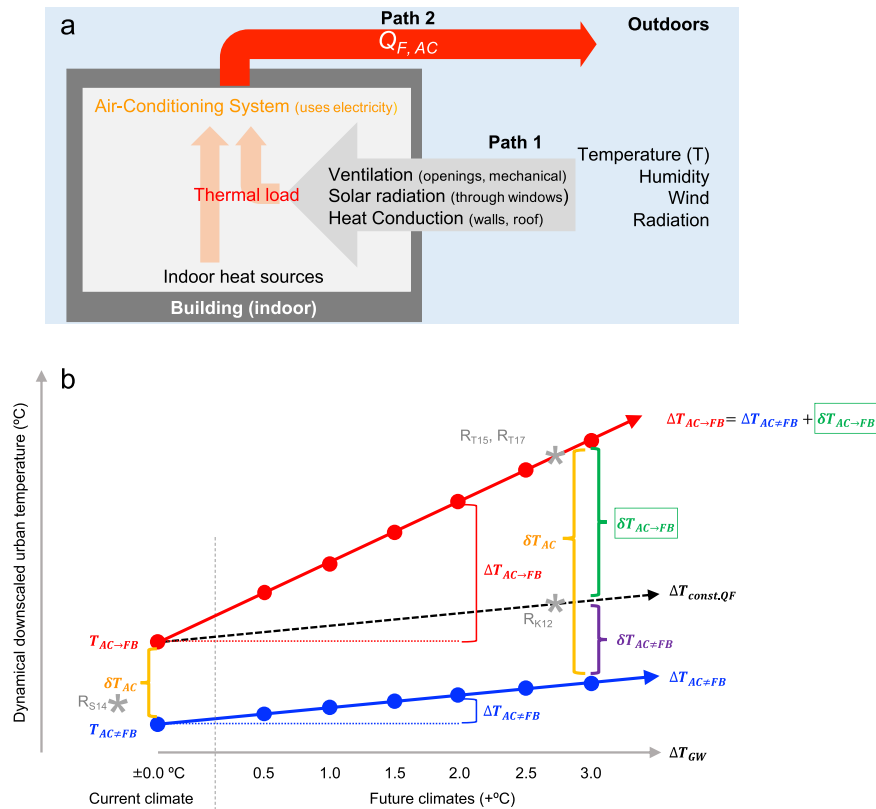 a
Path 2
Outdoors
Q_F, AC
Air-Conditioning System (uses electricity)
Path 1
Ventilation (openings, mechanical)
Solar radiation (through windows)
Heat Conduction (walls, roof)
Thermal load
Temperature (T)
Humidity
Wind
Radiation
Indoor heat sources
Building (indoor)
b
Dynamical downscaled urban temperature (ºC)
ΔT_AC→FB = ΔT_AC≠FB + δT_AC→FB
R_T15, R_T17
δT_AC→FB
δT_AC
ΔT_AC→FB
ΔT_const.QF
R_K12
T_AC→FB
δT_AC≠FB
δT_AC
ΔT_AC≠FB
R_S14
ΔT_AC≠FB
T_AC≠FB
ΔT_GW
±0.0 ºC 0.5 1.0 1.5 2.0 2.5 3.0
Current climate Future climates (+ºC)